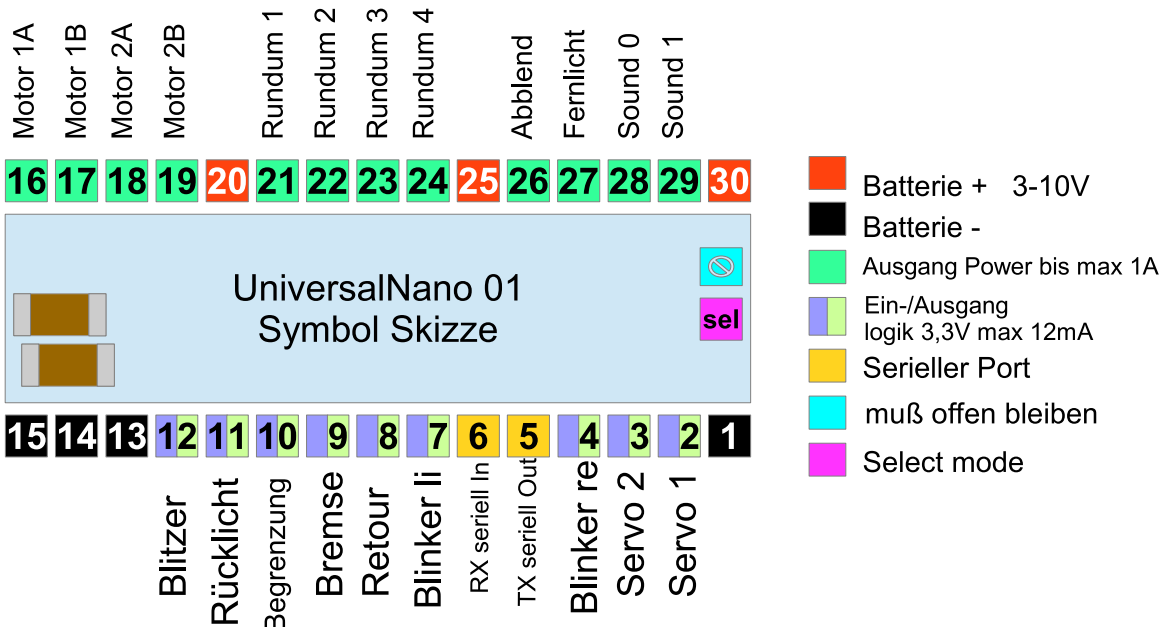 Motor 1A
Motor 1B
Motor 2A
Motor 2B
Rundum 1
Rundum 2
Rundum 3
Rundum 4
Abblend
Fernlicht
Sound 0
Sound 1
16 17 18 19 20 21 22 23 24 25 26 27 28 29 30
UniversalNano 01
Symbol Skizze
sel
15 14 13 12 11 10 9 8 7 6 5 4 3 2 1
Blitzer
Rücklicht
Begrenzung
Bremse
Retour
Blinker li
RX seriell In
TX seriell Out
Blinker re
Servo 2
Servo 1
Batterie + 3-10V
Batterie -
Ausgang Power bis max 1A
Ein-/Ausgang
logik 3,3V max 12mA
Serieller Port
muß offen bleiben
Select mode